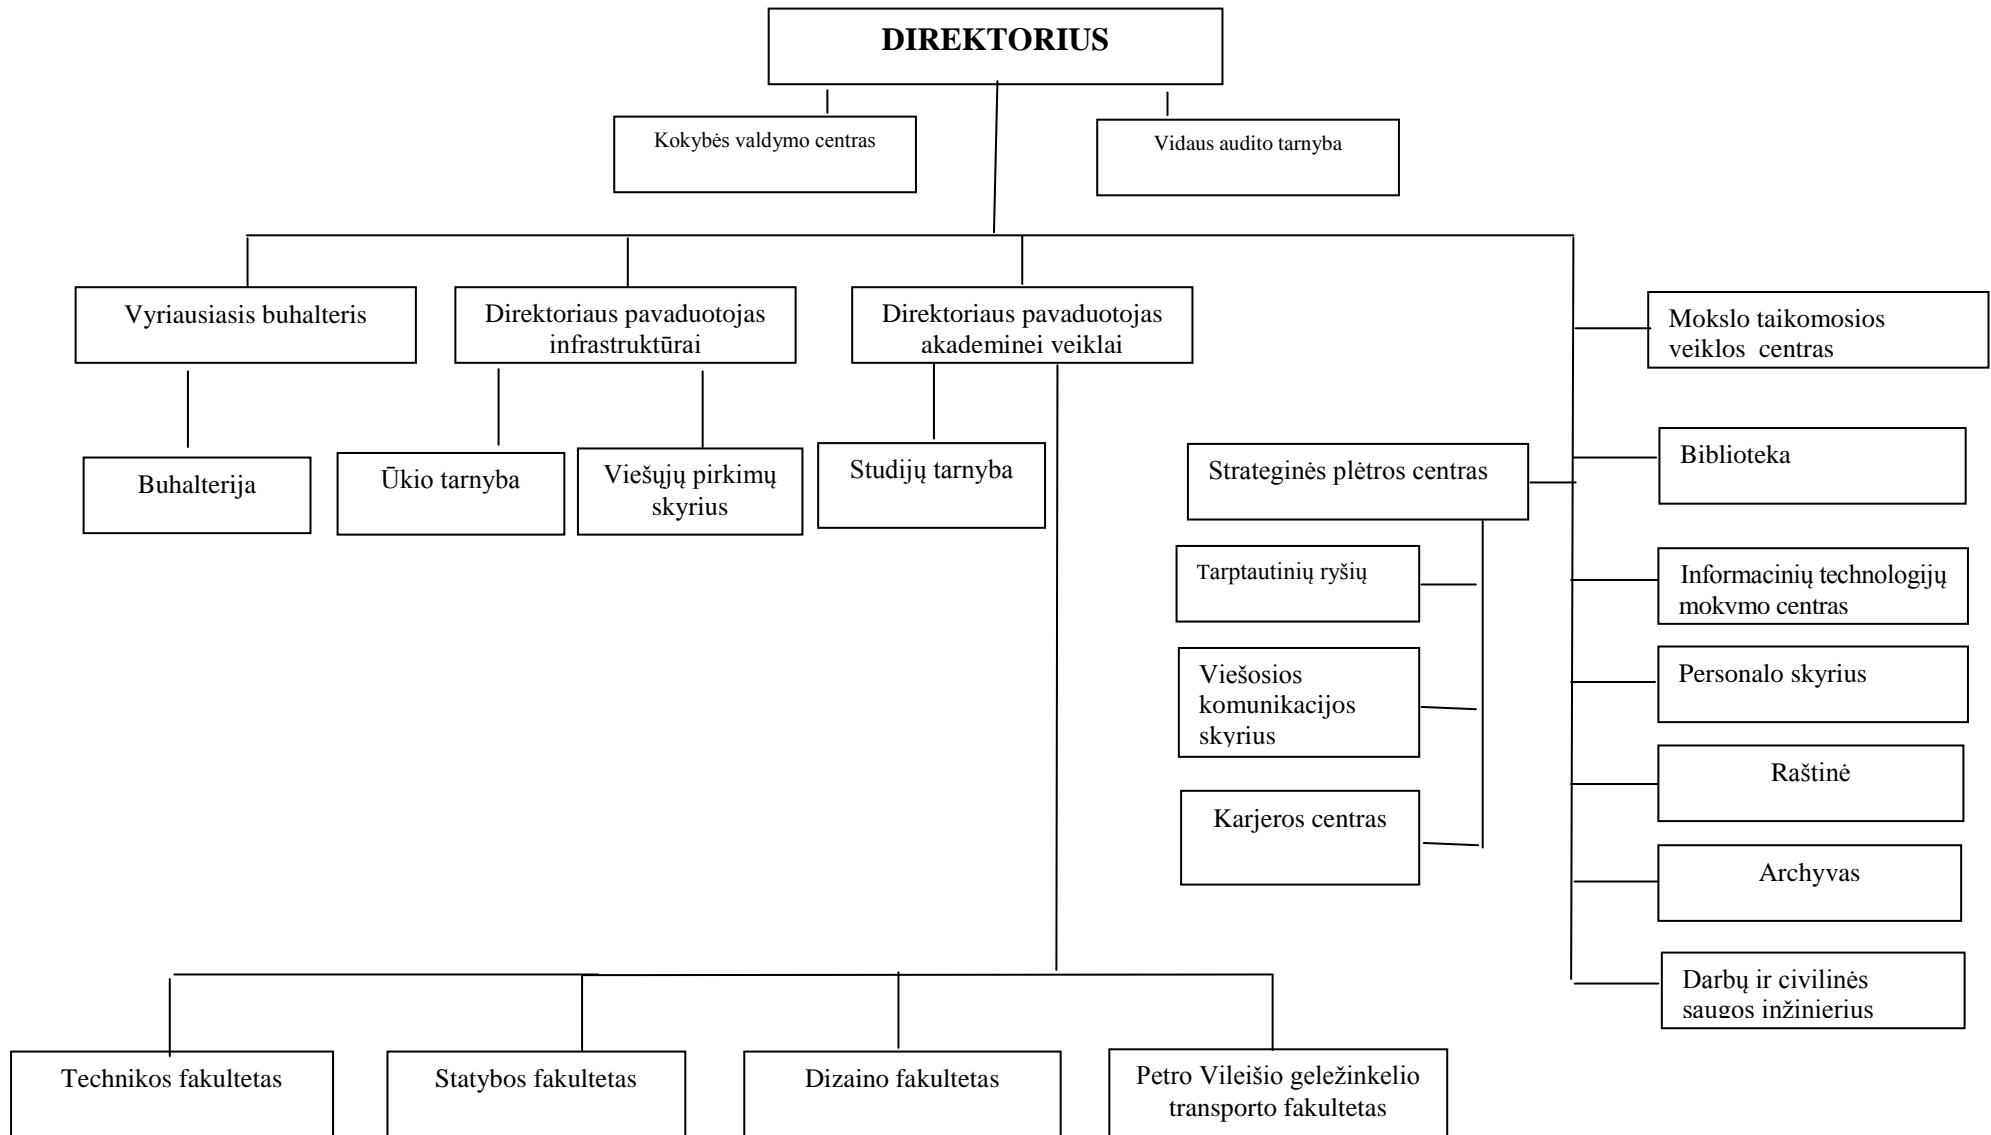 DIREKTORIUS
Kokybės valdymo centras
Vidaus audito tarnyba
Vyriausiasis buhalteris
Direktoriaus pavaduotojas
infrastruktūrai
Direktoriaus pavaduotojas
akademinei veiklai
Mokslo taikomosios
veiklos centras
Buhalterija
Ūkio tarnyba
Viešųjų pirkimų
skyrius
Studijų tarnyba
Strateginės plėtros centras
Biblioteka
Tarptautinių ryšių
Informacinių technologijų
mokymo centras
Viešosios
komunikacijos
skyrius
Personalo skyrius
Raštinė
Karjeros centras
Archyvas
Darbų ir civilinės
saugos inžinierius
Technikos fakultetas
Statybos fakultetas
Dizaino fakultetas
Petro Vileišio geležinkelio
transporto fakultetas